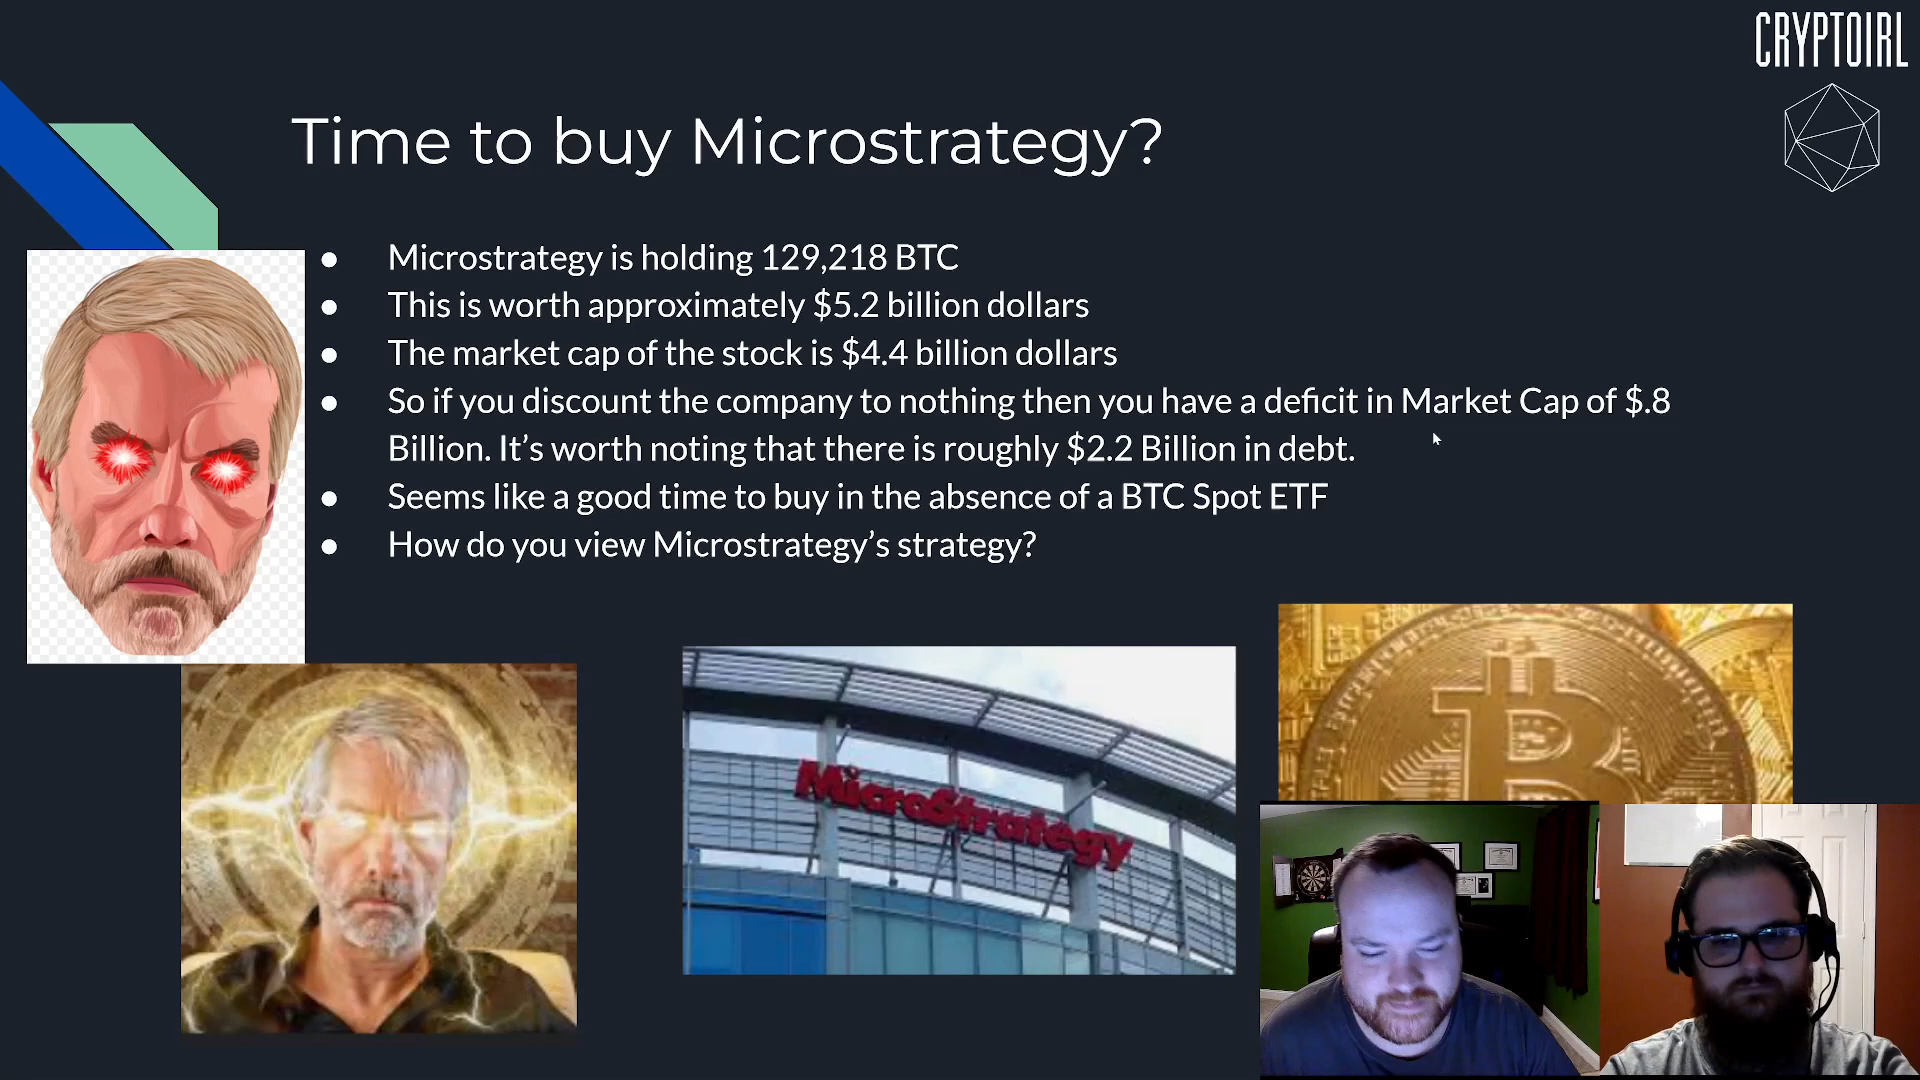 CRYPTOIRL
Time to buy Microstrategy?
● Microstrategy is holding 129,218 BTC
● This is worth approximately $5.2 billion dollars
● The market cap of the stock is $4.4 billion dollars
● So if you discount the company to nothing then you have a deficit in Market Cap of $.8
Billion. It’s worth noting that there is roughly $2.2 Billion in debt.
● Seems like a good time to buy in the absence of a BTC Spot ETF
● How do you view Microstrategy’s strategy?
MicroStrategy